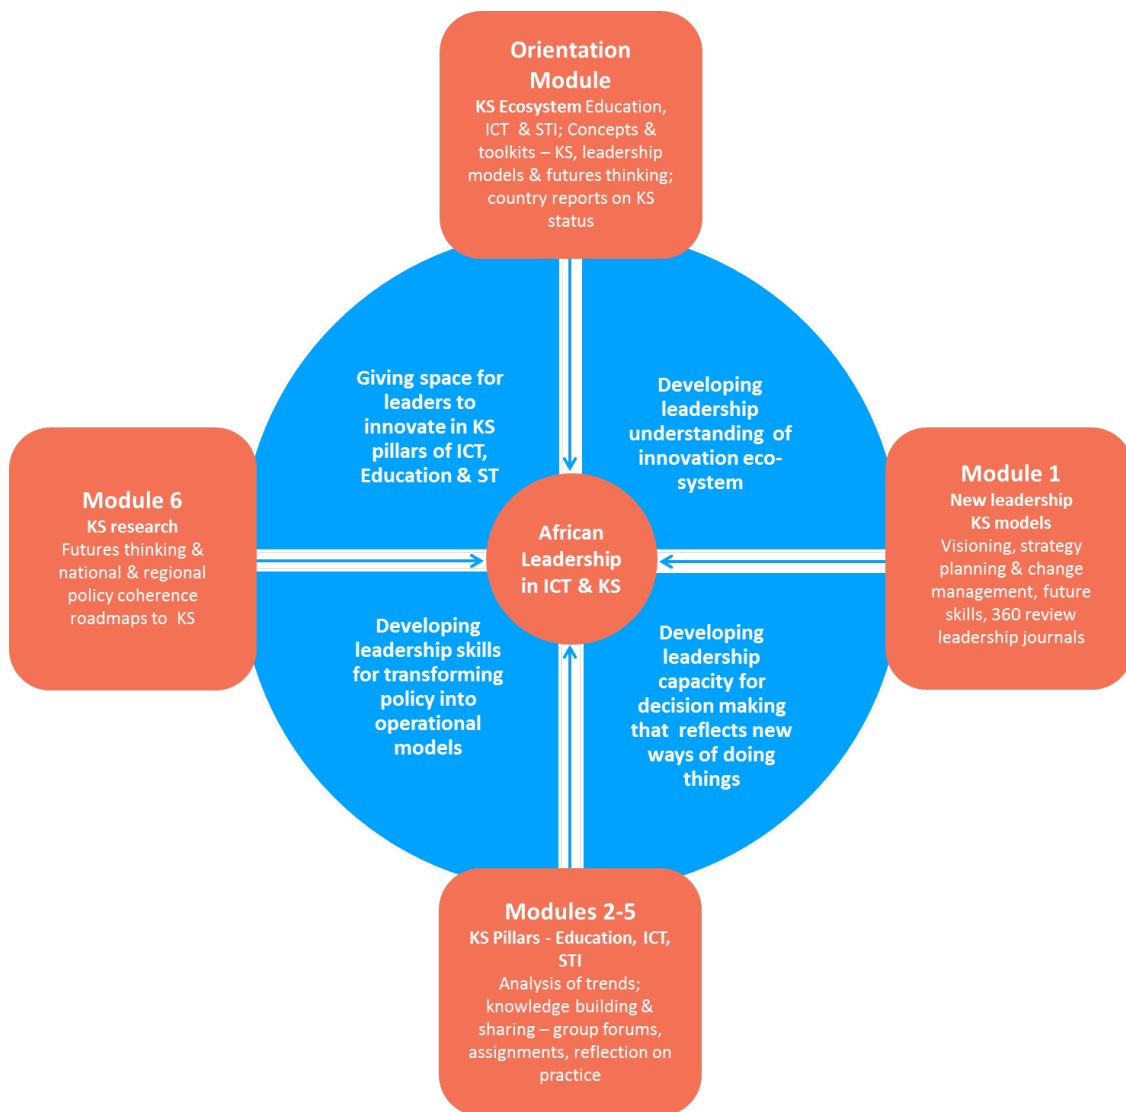 Orientation
Module
KS Ecosystem Education,
ICT & STI; Concepts &
toolkits – KS, leadership
models & futures thinking;
country reports on KS
status
Giving space for
leaders to
innovate in KS
pillars of ICT,
Education & ST
Developing
leadership
understanding of
innovation eco-
system
Module 6
KS research
Futures thinking &
national & regional
policy coherence
roadmaps to KS
African
Leadership
in ICT & KS
Module 1
New leadership
KS models
Visioning, strategy
planning & change
management, future
skills, 360 review
leadership journals
Developing
leadership skills
for transforming
policy into
operational
models
Developing
leadership
capacity for
decision making
that reflects new
ways of doing
things
Modules 2-5
KS Pillars - Education, ICT,
STI
Analysis of trends;
knowledge building &
sharing – group forums,
assignments, reflection on
practice